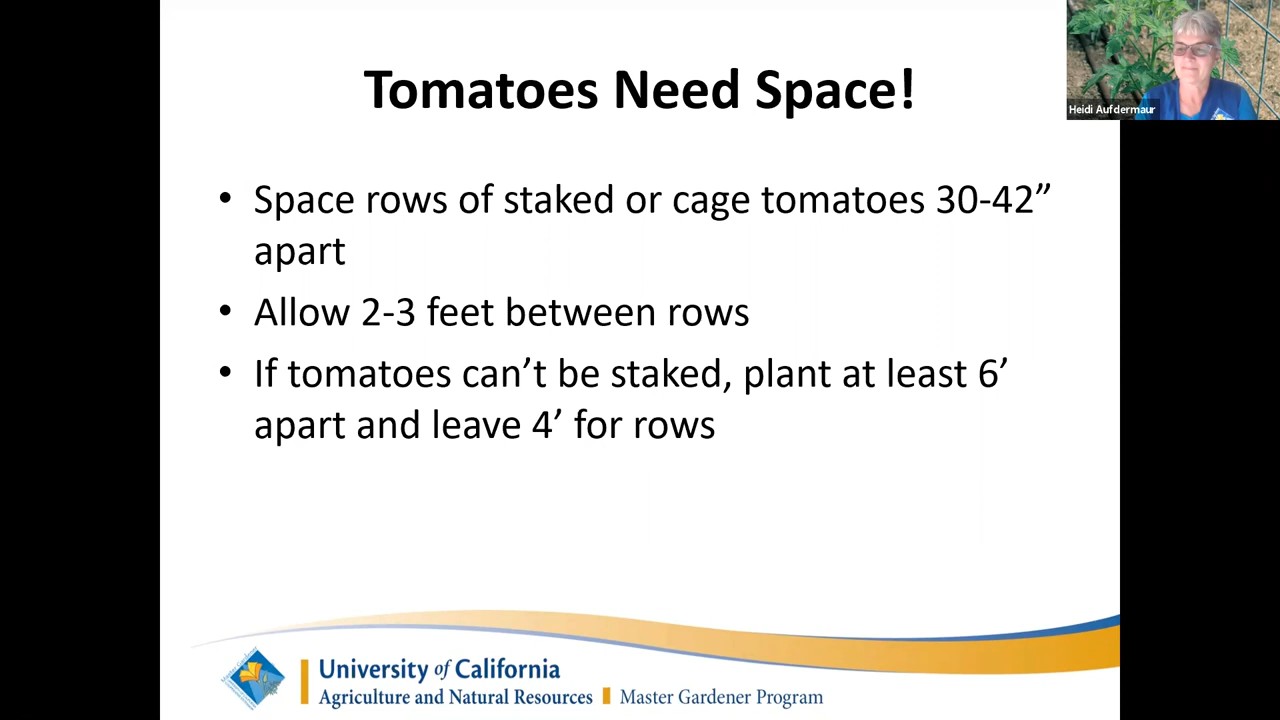 Tomatoes Need Space!
Heidi Aufdermaur
• Space rows of staked or cage tomatoes 30-42”
apart
• Allow 2-3 feet between rows
• If tomatoes can’t be staked, plant at least 6’
apart and leave 4’ for rows
University of California
Agriculture and Natural Resources Master Gardener Program